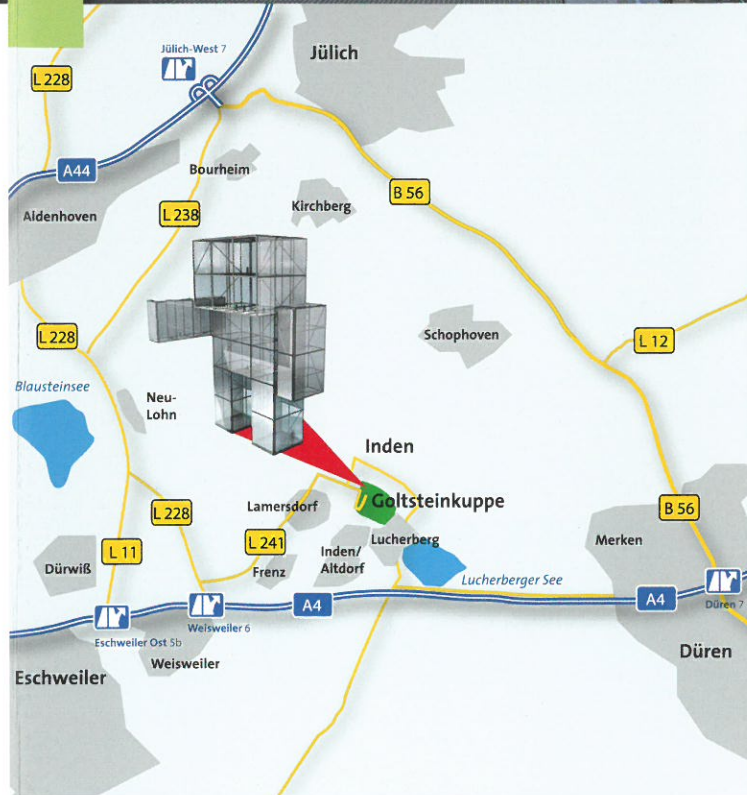 Jülich-West 7
Jülich
L 228
A44
Bourheim
B 56
Kirchberg
L 238
Aldenhoven
L 228
Schophoven
L 12
Blausteinsee
Neu-
Lohn
Inden
Goltsteinkuppe
Lamersdorf
L 228
B 56
L 241
Lucherberg
Merken
L 11
Inden/
Altdorf
Dürwiß
Frenz
Lucherberger See
A4
A4
Düren 7
Weisweiler 6
Eschweiler Ost 5b
Weisweiler
Düren
Eschweiler